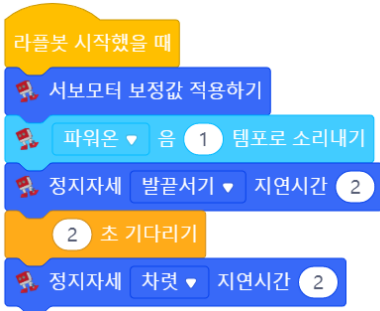 라플봇 시작했을 때
서보모터 보정값 적용하기
파워온 ▼ 음 1 템포로 소리내기
정지자세 발끝서기 ▼ 지연시간 2
2 초 기다리기
정지자세 차렷 ▼ 지연시간 2